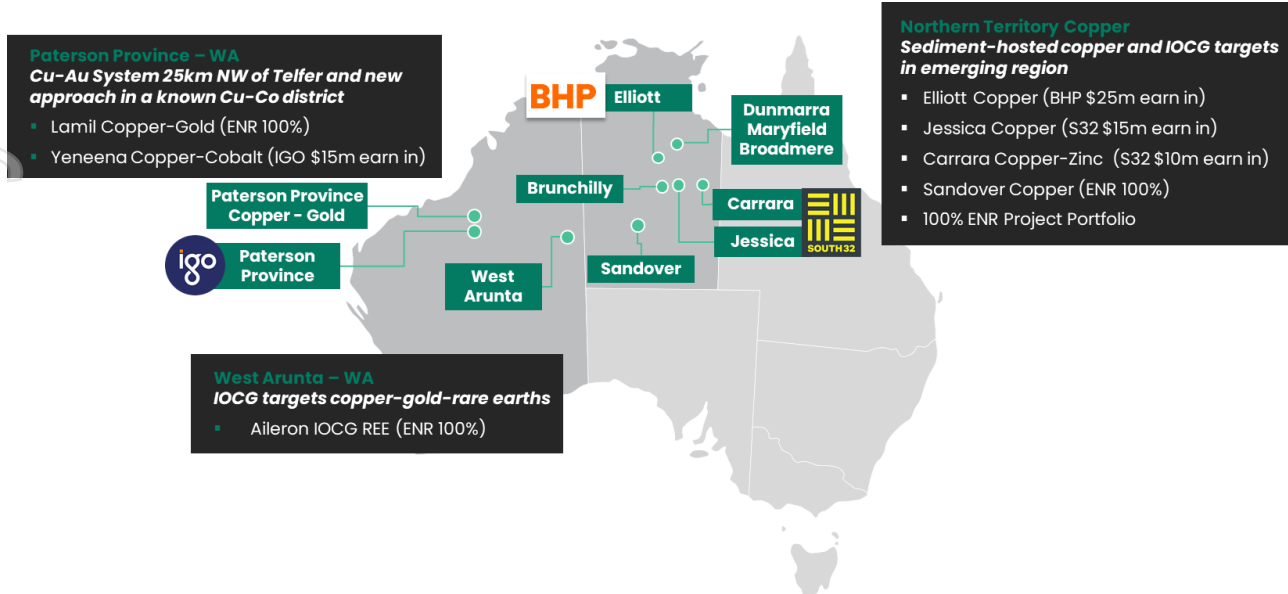 Paterson Province – WA
Cu-Au System 25km NW of Telfer and new
approach in a known Cu-Co district
▪ Lamil Copper-Gold (ENR 100%)
▪ Yeneena Copper-Cobalt (IGO $15m earn in)
Northern Territory Copper
Sediment-hosted copper and IOCG targets
in emerging region
▪ Elliott Copper (BHP $25m earn in)
▪ Jessica Copper (S32 $15m earn in)
▪ Carrara Copper-Zinc (S32 $10m earn in)
▪ Sandover Copper (ENR 100%)
▪ 100% ENR Project Portfolio
BHP
Elliott
Dunmarra
Maryfield
Broadmere
Brunchilly
Paterson Province
Copper - Gold
Carrara
SOUTH32
Jessica
igo
Paterson
Province
West
Arunta
Sandover
West Arunta – WA
IOCG targets copper-gold-rare earths
▪ Aileron IOCG REE (ENR 100%)